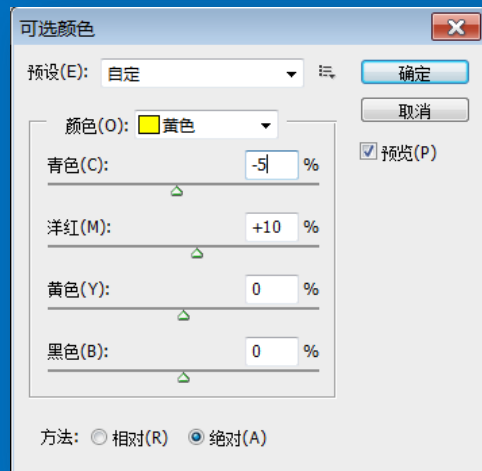 可选颜色
预设(E): 自定
确定
取消
预览(P)
颜色(O): 黄色
青色(C): -5 %
洋红(M): +10 %
黄色(Y): 0 %
黑色(B): 0 %
方法: 相对(R) 绝对(A)